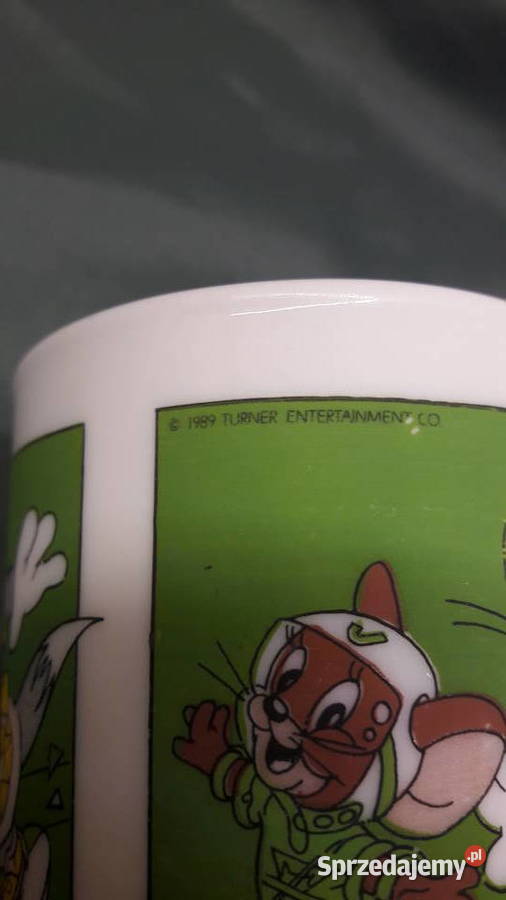 © 1989 TURNER ENTERTAINMENT CO.
J
Sprzedajemy.pl